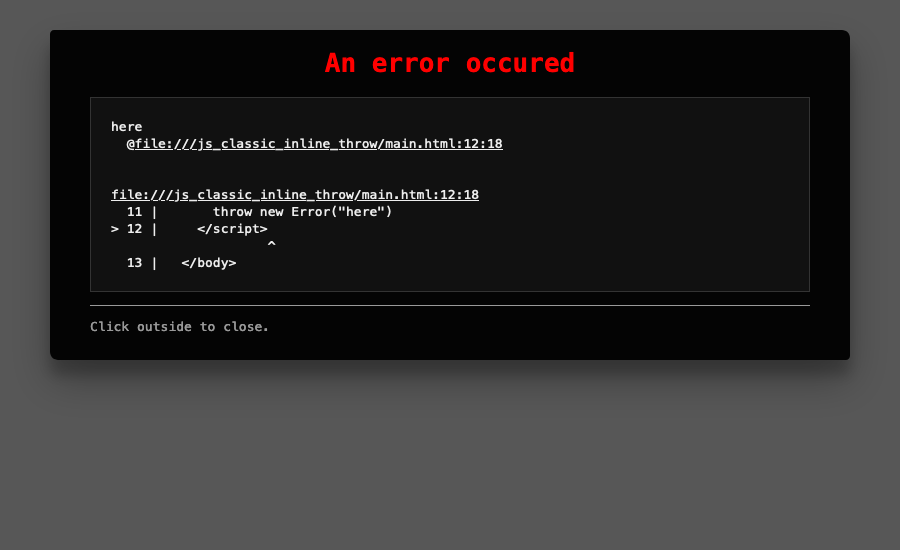 An error occured
here
  @file:///js_classic_inline_throw/main.html:12:18
file:///js_classic_inline_throw/main.html:12:18
  11 |       throw new Error("here")
> 12 |     </script>
                    ^
  13 |   </body>
Click outside to close.